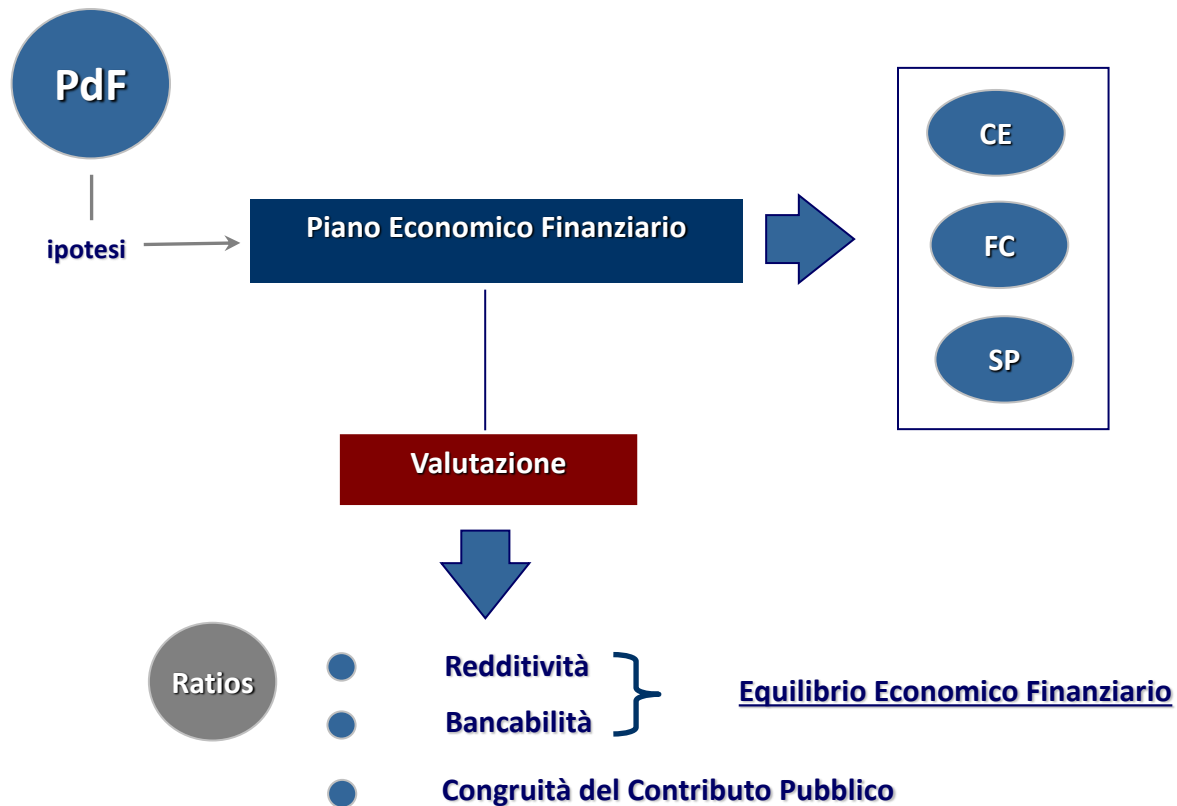 PdF
ipotesi
Piano Economico Finanziario
CE
FC
SP
Valutazione
Ratios
Redditività
Bancabilità
Equilibrio Economico Finanziario
Congruità del Contributo Pubblico